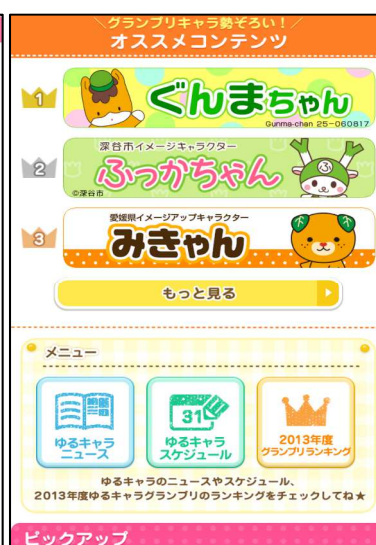 ＼グランプリキャラ勢ぞろい！／
オススメコンテンツ
1
ぐんまちゃん
Gunma-chan 25-060817
2
深谷市イメージキャラクター
ふっかちゃん
©深谷市
3
愛媛県イメージアップキャラクター
みきゃん
もっと見る
メニュー
新聞
31
ゆるキャラ
ニュース
ゆるキャラ
スケジュール
2013年度
グランプリランキング
ゆるキャラのニュースやスケジュール、
2013年度ゆるキャラグランプリのランキングをチェックしてね★
ピックアップ